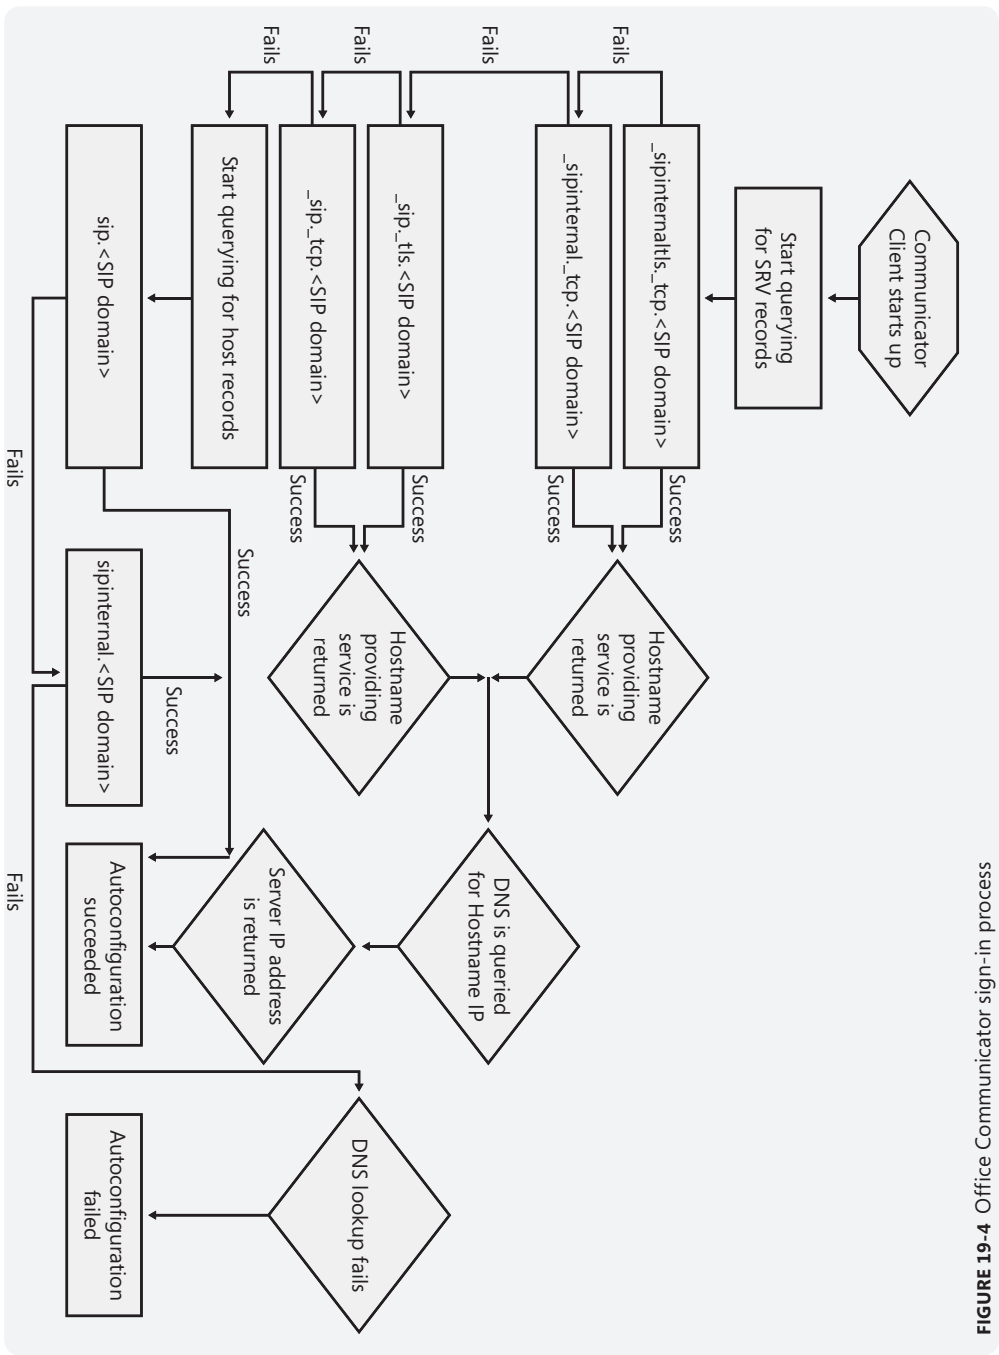 Communicator
Client starts up
Start querying
for SRV records
Fails
_sipinternaltls._tcp.<SIP domain>
Success
Fails
_sipinternal._tcp.<SIP domain>
Success
Hostname
providing
service is
returned
Fails
_sip._tls.<SIP domain>
Success
Fails
_sip._tcp.<SIP domain>
Success
Hostname
providing
service is
returned
DNS is queried
for Hostname IP
Start querying for host records
Success
Server IP address
is returned
DNS lookup fails
sip.<SIP domain>
Success
sipinternal.<SIP domain>
Autoconfiguration
succeeded
Autoconfiguration
failed
Fails
Fails
FIGURE 19-4 Office Communicator sign-in process